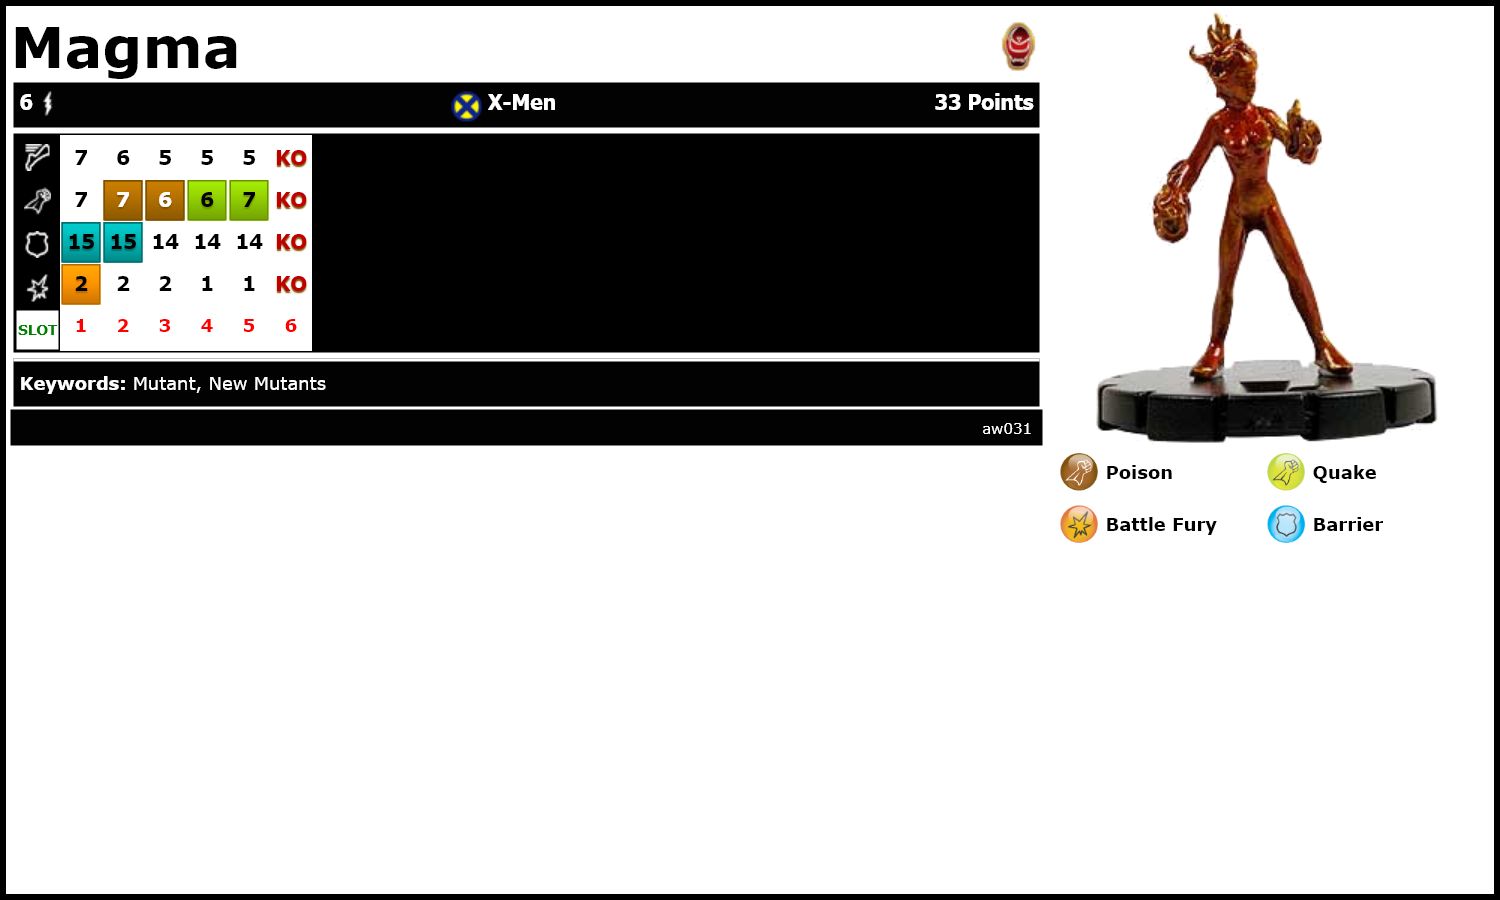 Magma
6 X-Men 33 Points
7 6 5 5 5 KO
7 7 6 6 7 KO
15 15 14 14 14 KO
2 2 2 1 1 KO
SLOT 1 2 3 4 5 6
Keywords: Mutant, New Mutants
aw031
Poison Quake
Battle Fury Barrier